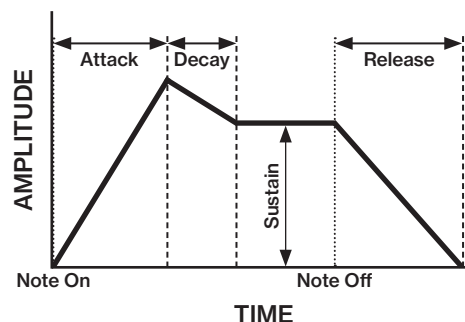 Attack
Decay
Release
AMPLITUDE
Sustain
Note On
Note Off
TIME